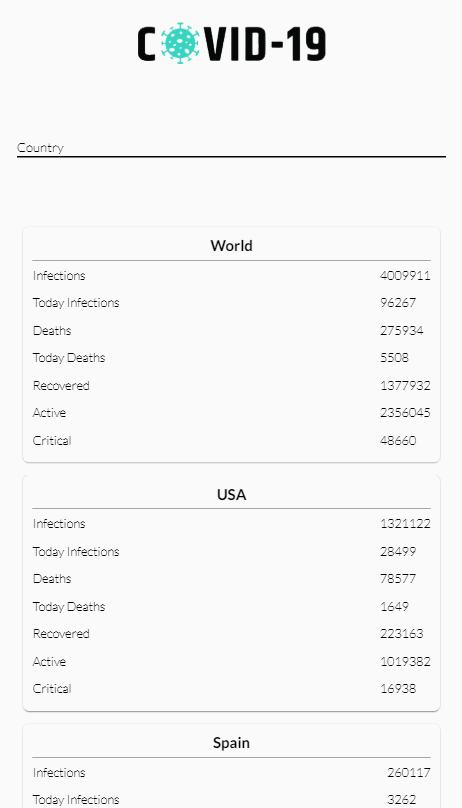 COVID-19
Country
World
Infections 4009911
Today Infections 96267
Deaths 275934
Today Deaths 5508
Recovered 1377932
Active 2356045
Critical 48660
USA
Infections 1321122
Today Infections 28499
Deaths 78577
Today Deaths 1649
Recovered 223163
Active 1019382
Critical 16938
Spain
Infections 260117
Today Infections 3262